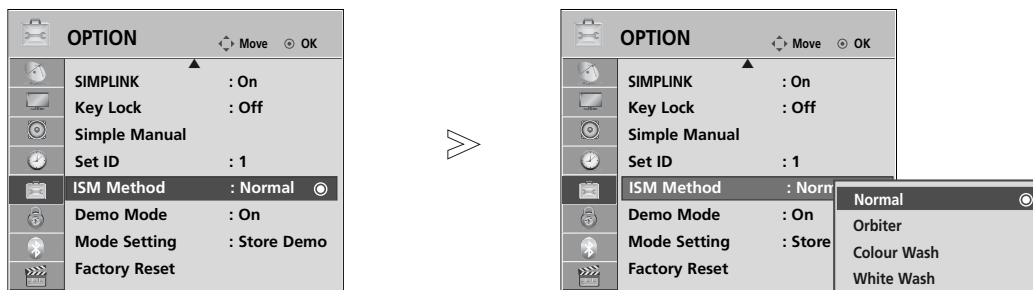 OPTION
Move OK
SIMPLINK : On
Key Lock : Off
Simple Manual
Set ID : 1
ISM Method : Normal
Demo Mode : On
Mode Setting : Store Demo
Factory Reset
OPTION
Move OK
SIMPLINK : On
Key Lock : Off
Simple Manual
Set ID : 1
ISM Method : Norm
Demo Mode : On
Mode Setting : Store
Factory Reset
Normal
Orbiter
Colour Wash
White Wash